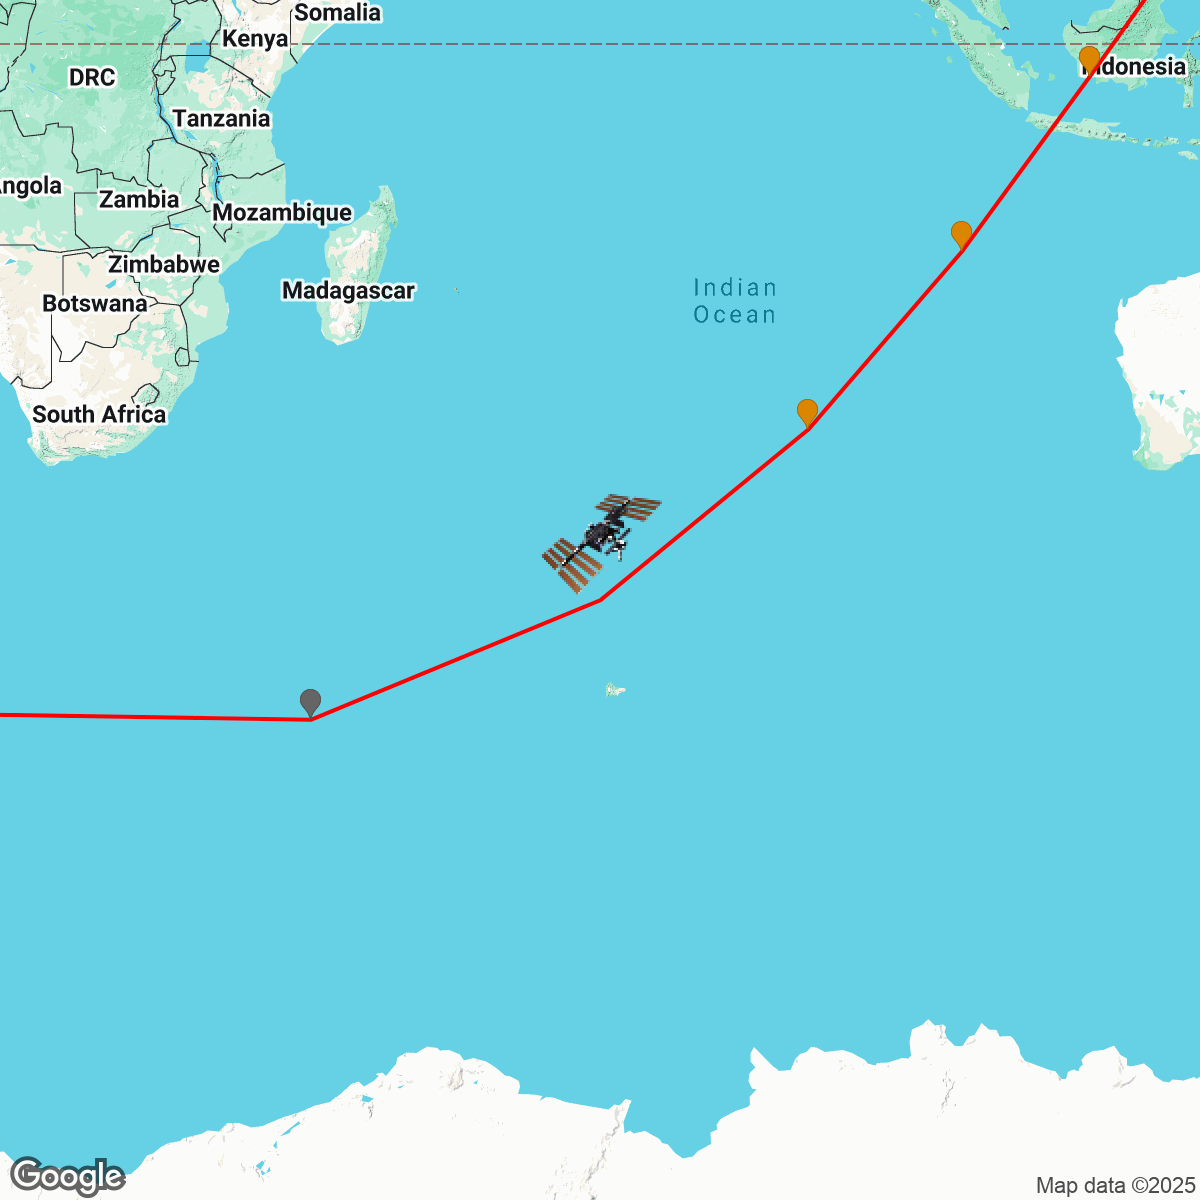 Somalia
Kenya
DRC
Indonesia
Tanzania
ngola
Zambia
Mozambique
Zimbabwe
Madagascar
Botswana
Indian
Ocean
South Africa
Google
Map data ©2025